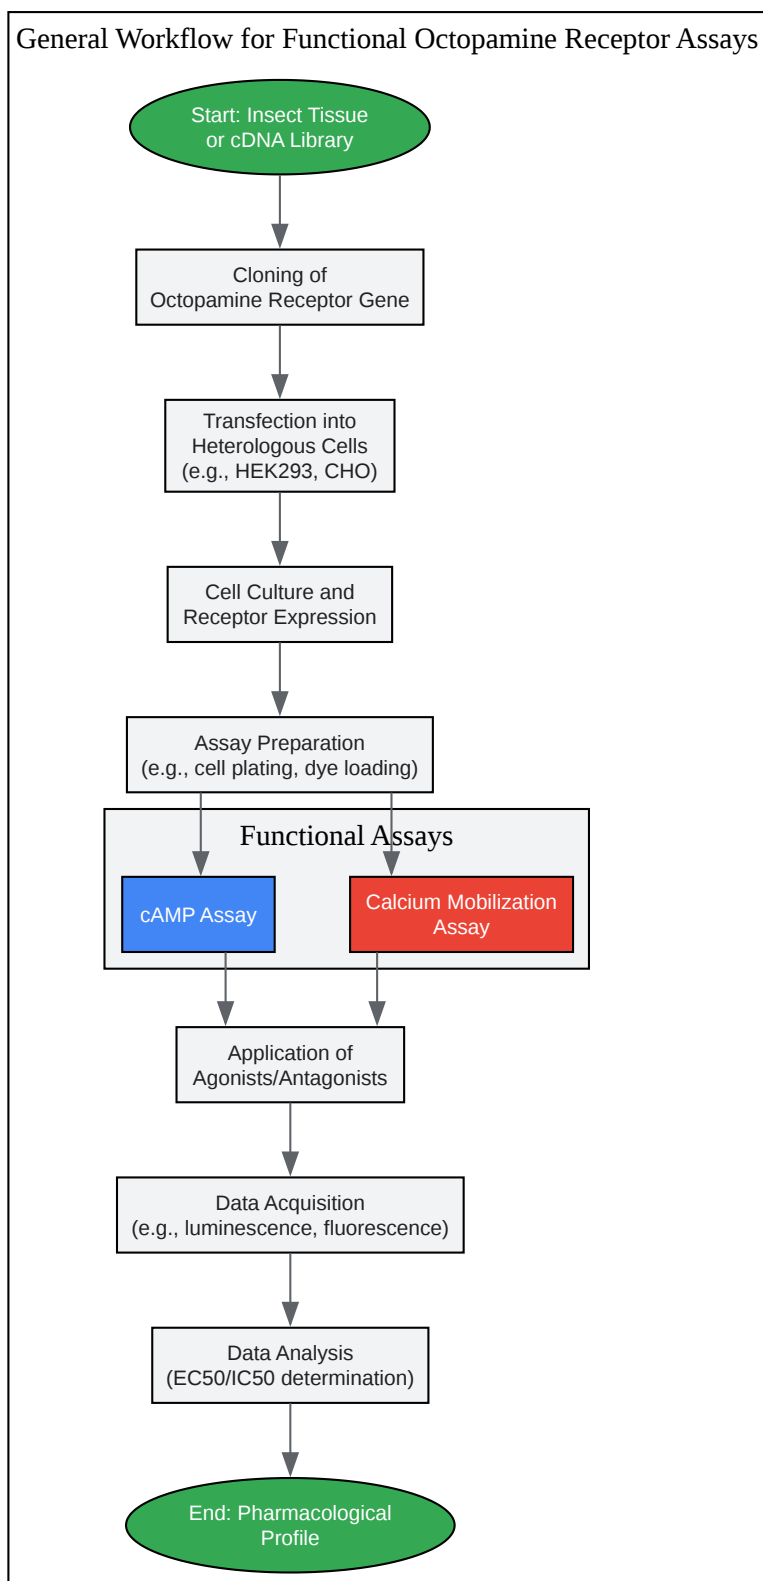 General Workflow for Functional Octopamine Receptor Assays
Start: Insect Tissue
or cDNA Library
Cloning of
Octopamine Receptor Gene
Transfection into
Heterologous Cells
(e.g., HEK293, CHO)
Cell Culture and
Receptor Expression
Assay Preparation
(e.g., cell plating, dye loading)
Functional Assays
cAMP Assay
Calcium Mobilization
Assay
Application of
Agonists/Antagonists
Data Acquisition
(e.g., luminescence, fluorescence)
Data Analysis
(EC50/IC50 determination)
End: Pharmacological
Profile